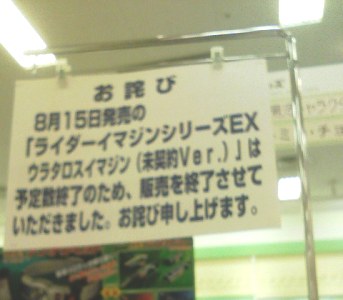 お詫び
8月15日発売の
「ライダーイマジンシリーズEX
ウラタロスイマジン（未契約Ver.）」は
予定数終了のため、販売を終了させて
いただきました。お詫び申し上げます。